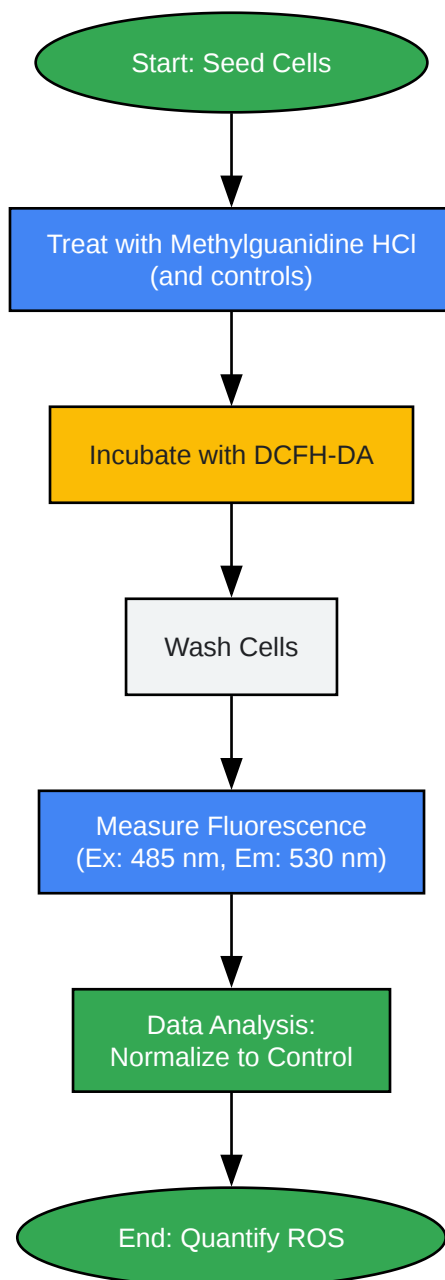 Start: Seed Cells
Treat with Methylguanidine HCl
(and controls)
Incubate with DCFH-DA
Wash Cells
Measure Fluorescence
(Ex: 485 nm, Em: 530 nm)
Data Analysis:
Normalize to Control
End: Quantify ROS